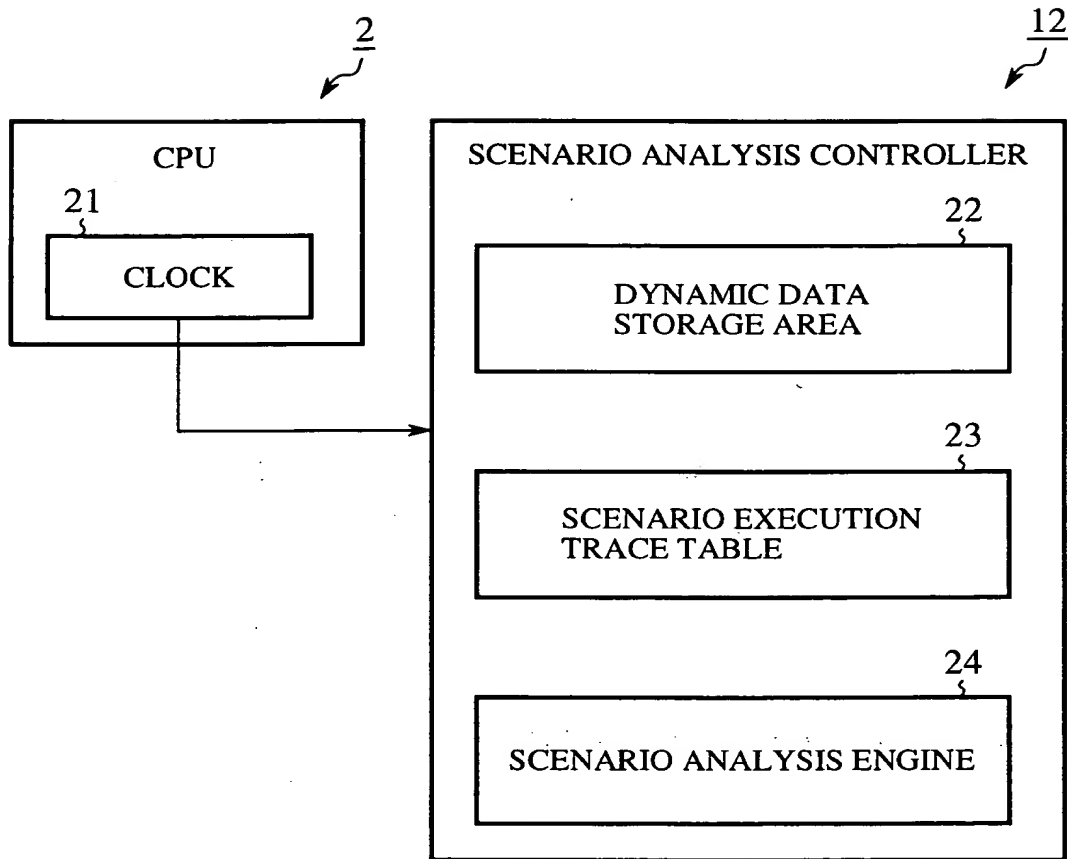 2
12
CPU
21
CLOCK
SCENARIO ANALYSIS CONTROLLER
22
DYNAMIC DATA
STORAGE AREA
23
SCENARIO EXECUTION
TRACE TABLE
24
SCENARIO ANALYSIS ENGINE